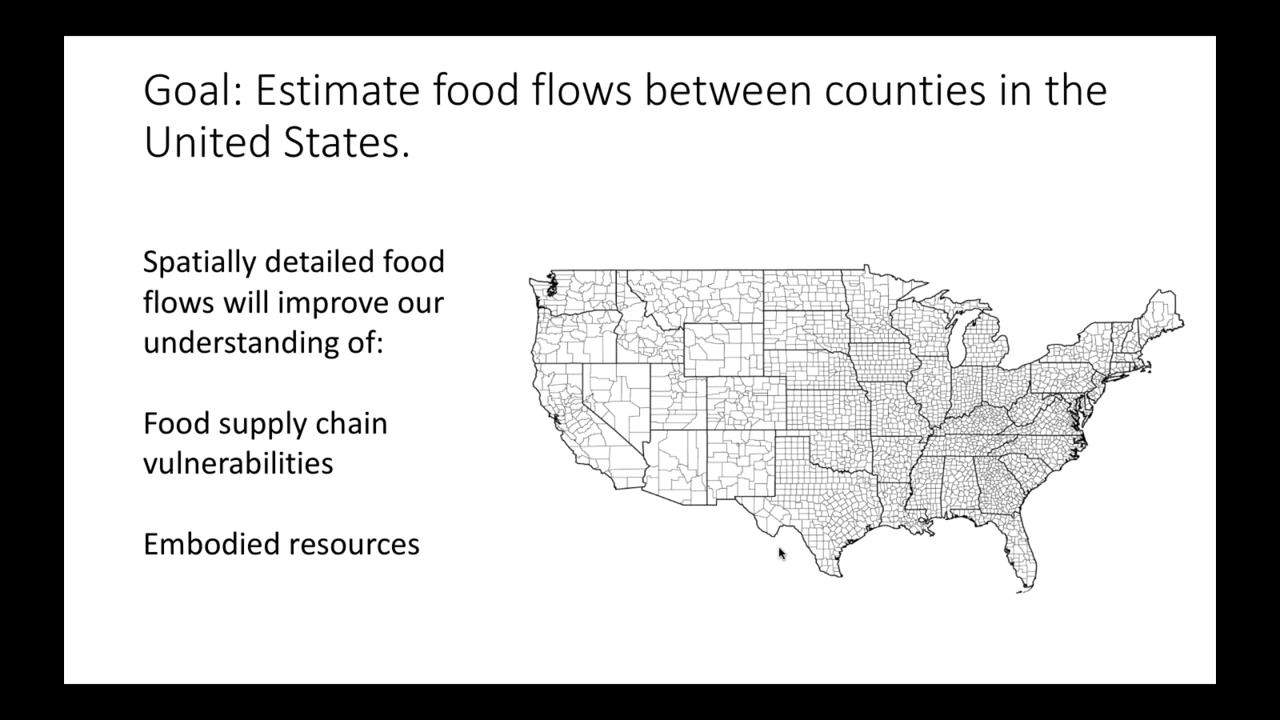 Goal: Estimate food flows between counties in the
United States.
Spatially detailed food
flows will improve our
understanding of:
Food supply chain
vulnerabilities
Embodied resources